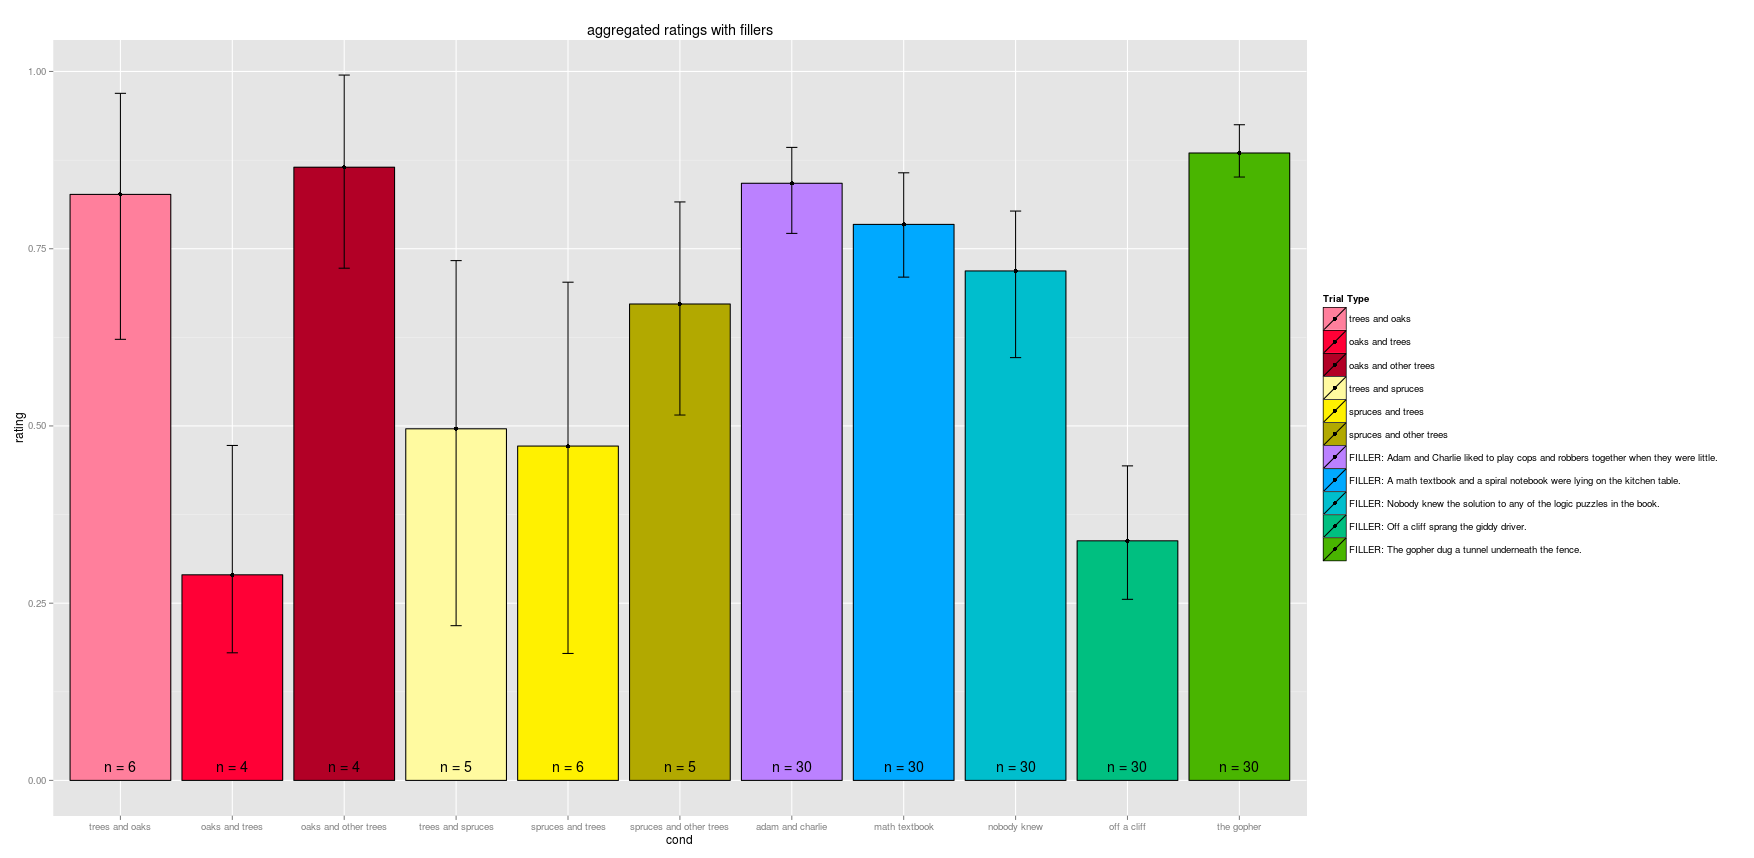 aggregated ratings with fillers
1.00
0.75
0.50
0.25
0.00
rating
n = 6
n = 4
n = 4
n = 5
n = 6
n = 5
n = 30
n = 30
n = 30
n = 30
n = 30
trees and oaks
oaks and trees
oaks and other trees
trees and spruces
spruces and trees
spruces and other trees
adam and charlie
math textbook
nobody knew
off a cliff
the gopher
cond
Trial Type
trees and oaks
oaks and trees
oaks and other trees
trees and spruces
spruces and trees
spruces and other trees
FILLER: Adam and Charlie liked to play cops and robbers together when they were little.
FILLER: A math textbook and a spiral notebook were lying on the kitchen table.
FILLER: Nobody knew the solution to any of the logic puzzles in the book.
FILLER: Off a cliff sprang the giddy driver.
FILLER: The gopher dug a tunnel underneath the fence.